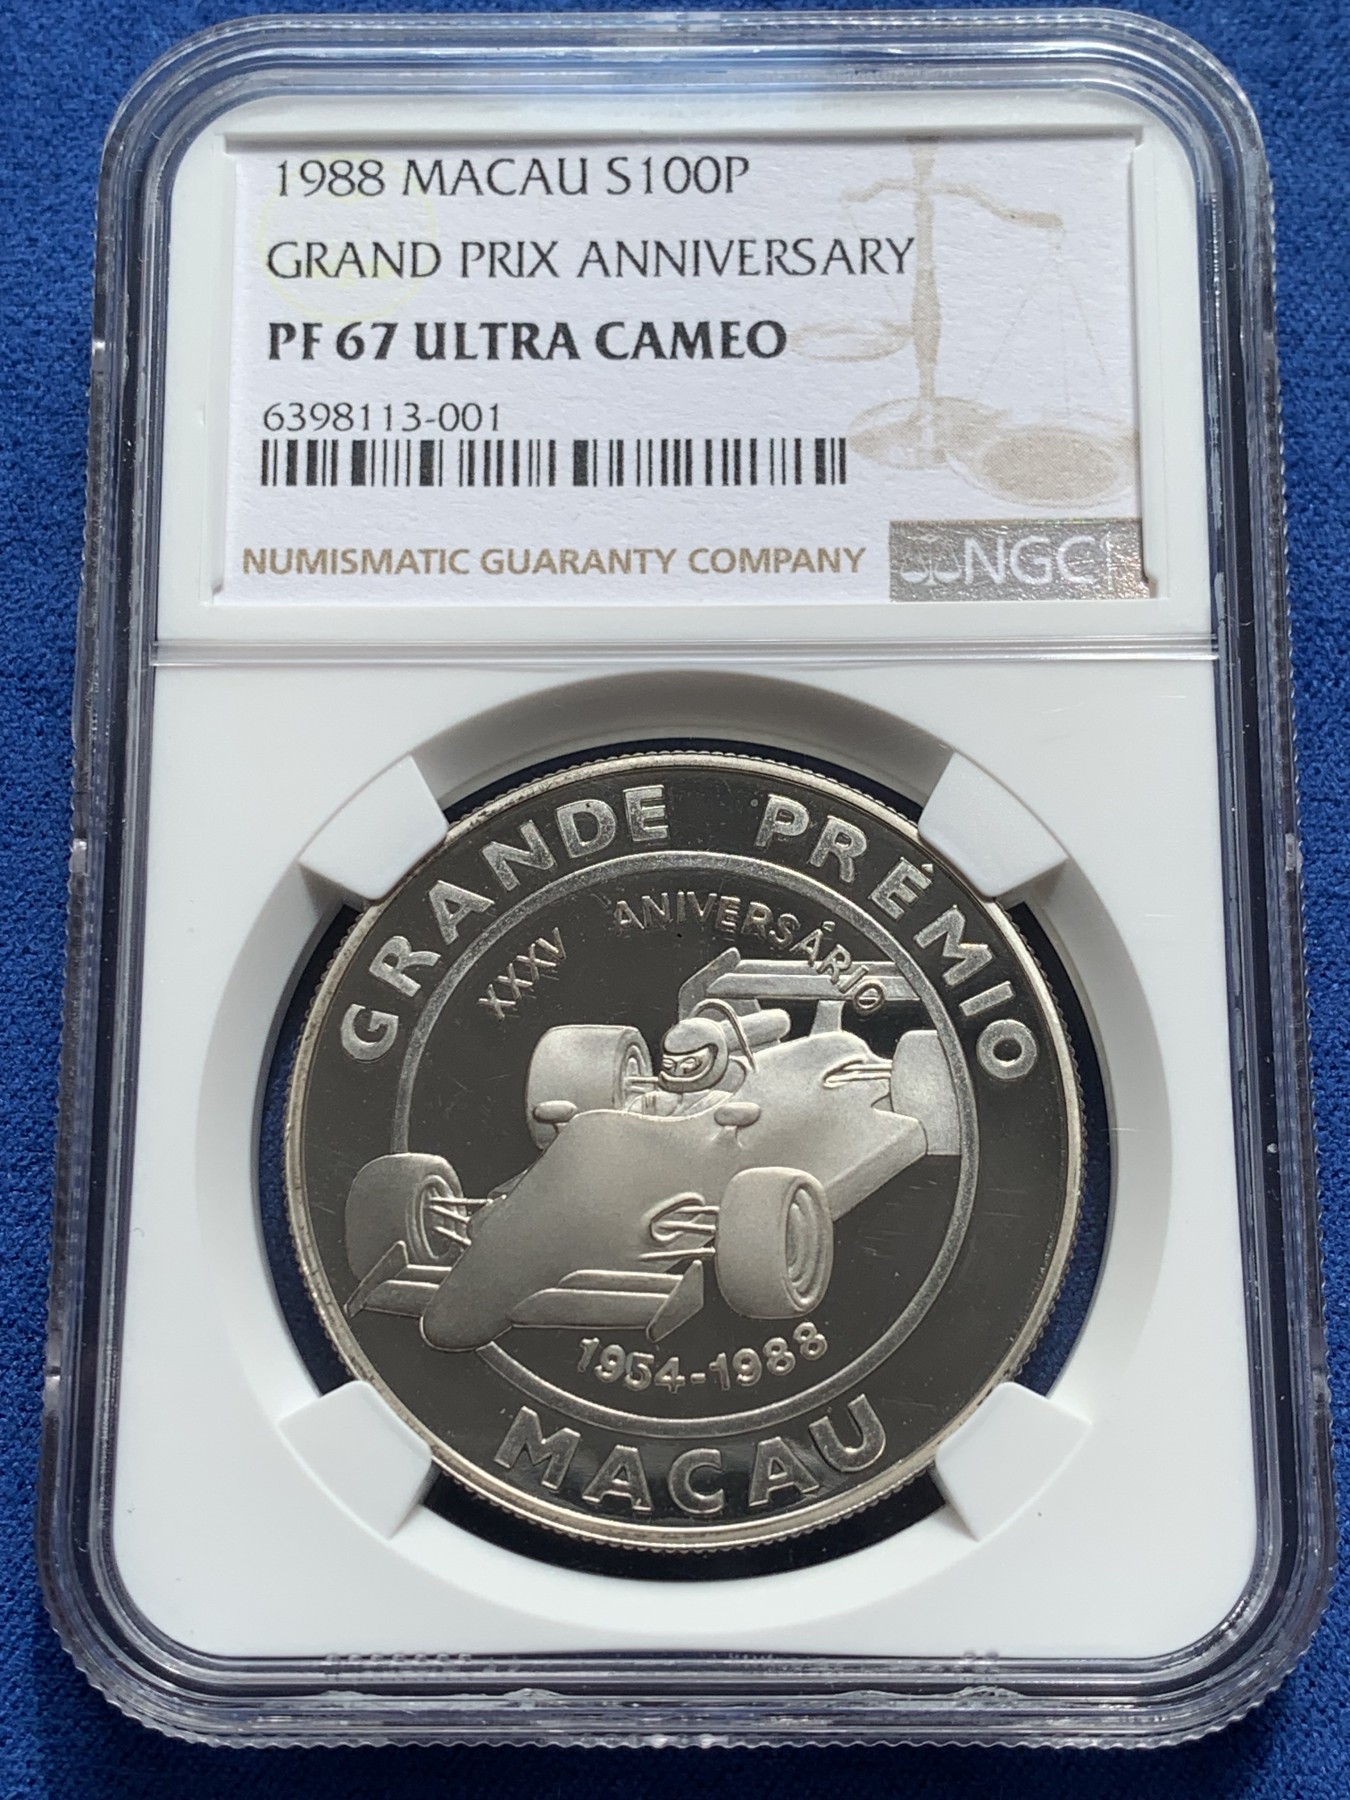 1988 MACAU S100P
GRAND PRIX ANNIVERSARY
PF 67 ULTRA CAMEO
6398113-001
NUMISMATIC GUARANTY COMPANY
NGC
GRANDE PRÉMIO
XXXV ANIVERSÁRIO
1954-1988
MACAU